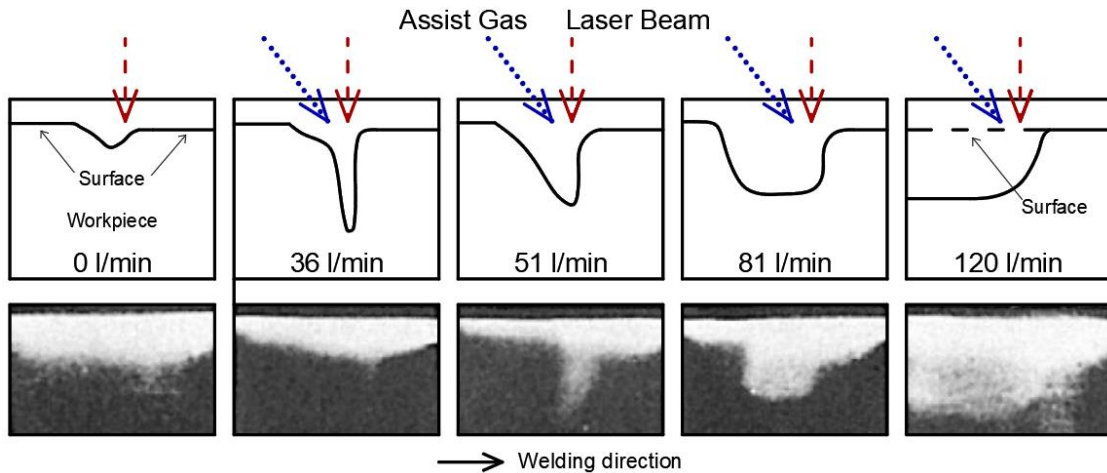 Assist Gas Laser Beam
Surface
Workpiece
Surface
0 l/min
36 l/min
51 l/min
81 l/min
120 l/min
Welding direction